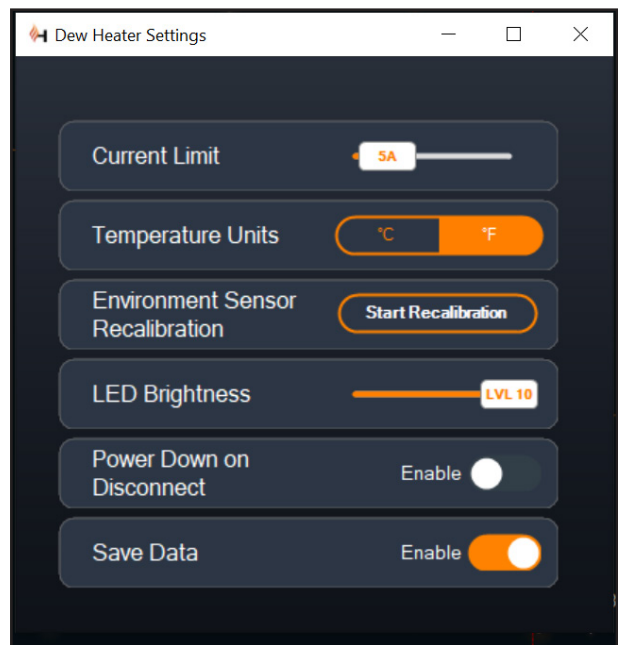 Dew Heater Settings
Current Limit
5A
Temperature Units
°C
°F
Environment Sensor
Recalibration
Start Recalibration
LED Brightness
LVL 10
Power Down on
Disconnect
Enable
Save Data
Enable